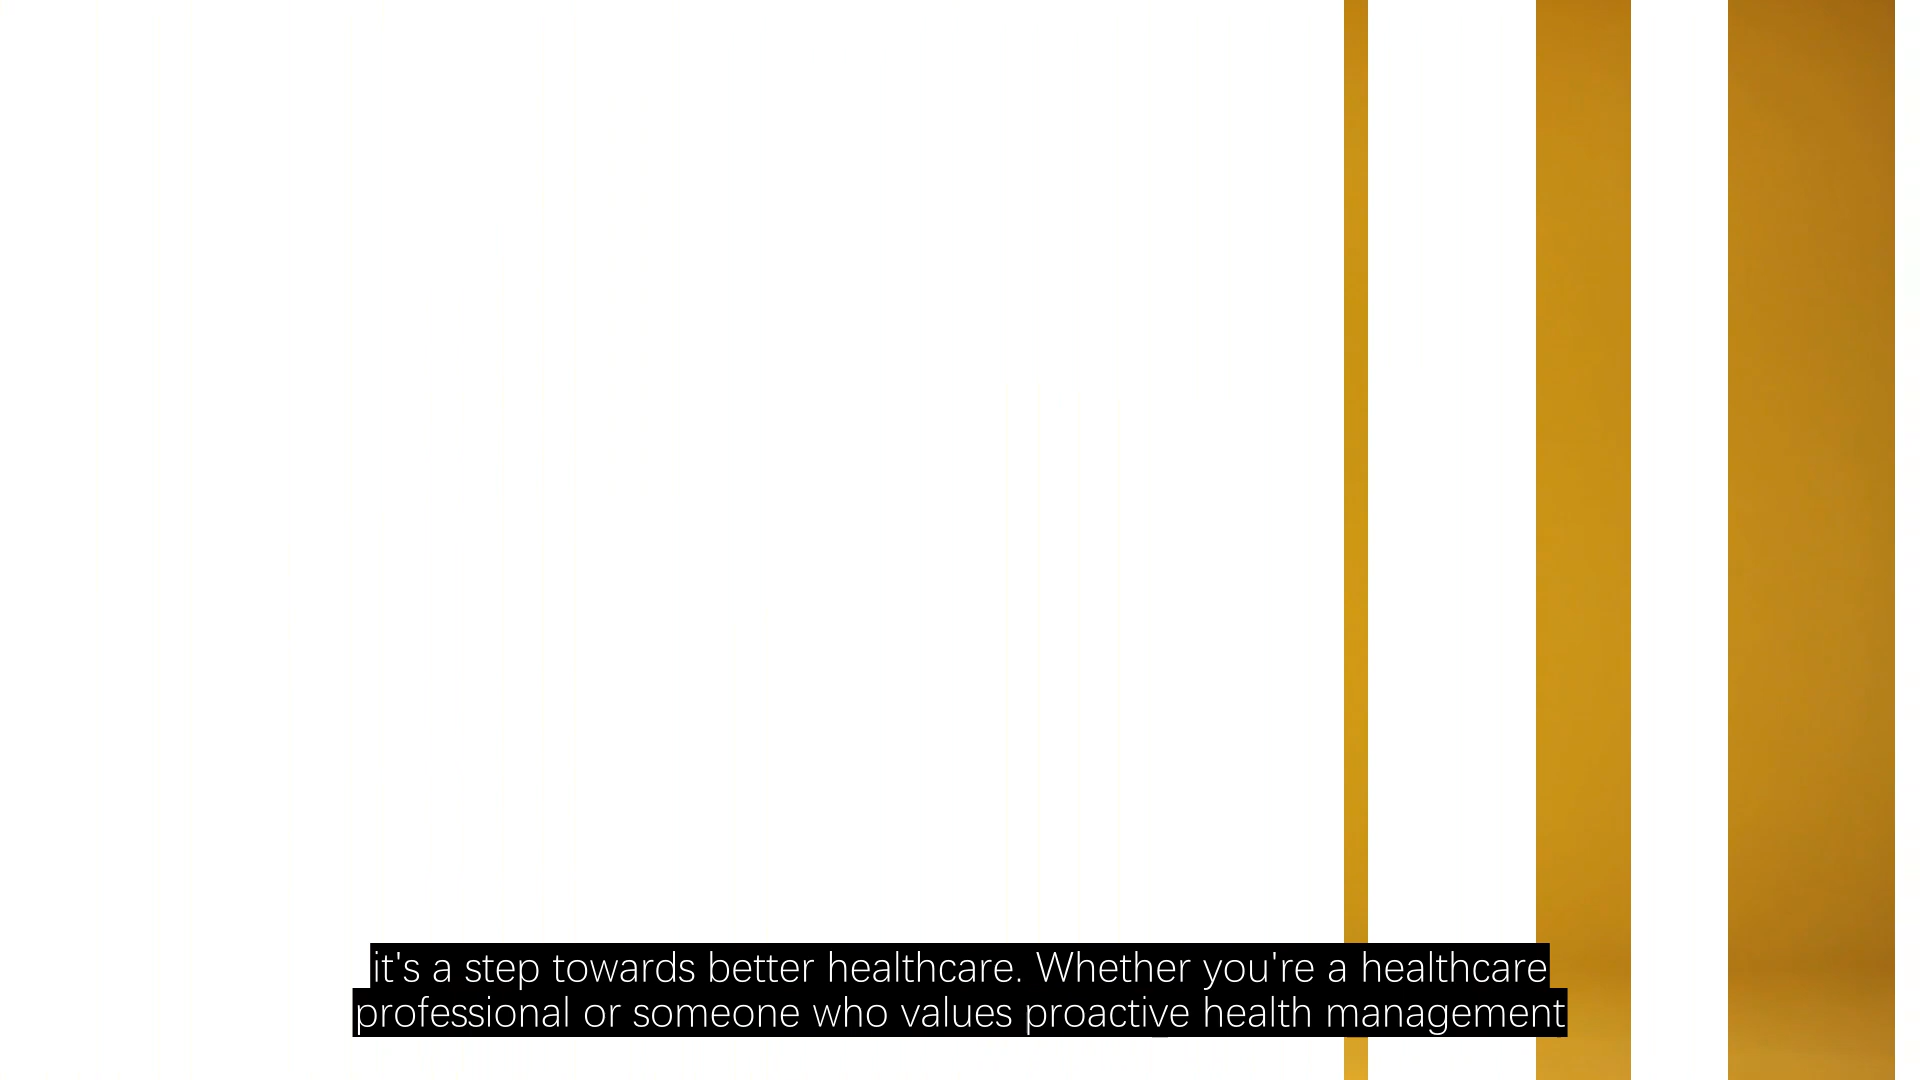 it's a step towards better healthcare. Whether you're a healthcare
professional or someone who values proactive health management